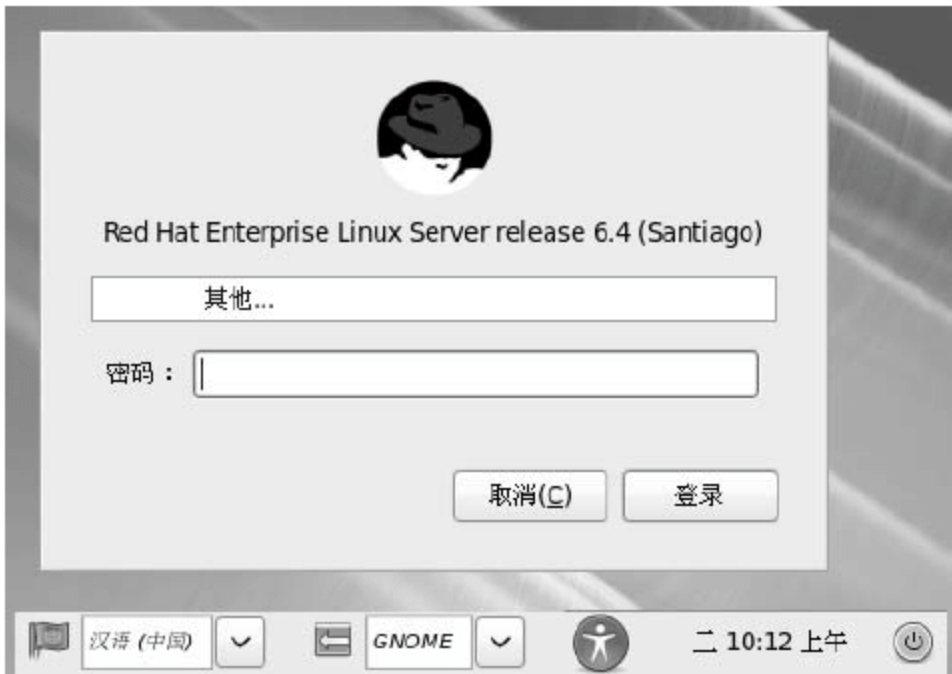 Red Hat Enterprise Linux Server release 6.4 (Santiago)
其他...
密码：
取消(C) 登录
汉语 (中国) GNOME 二 10:12 上午